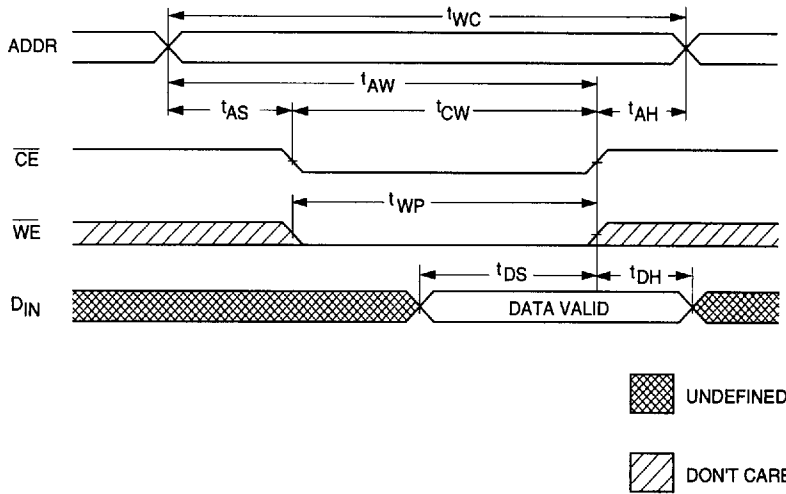 tWC
ADDR
tAW
tAS tCW tAH
CE
tWP
WE
tDS tDH
DIN DATA VALID
UNDEFINED
DON'T CARE